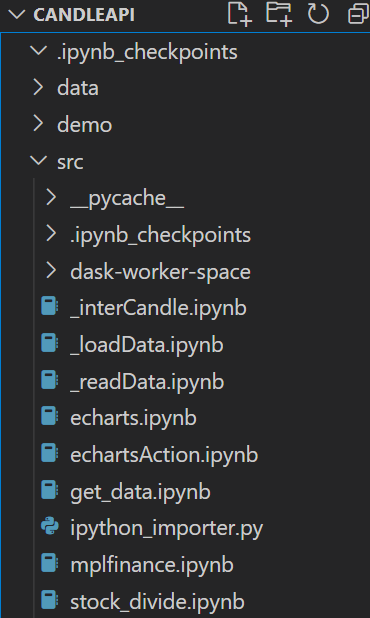 CANDLEAPI
.ipynb_checkpoints
data
demo
src
__pycache__
.ipynb_checkpoints
dask-worker-space
_interCandle.ipynb
_loadData.ipynb
_readData.ipynb
echarts.ipynb
echartsAction.ipynb
get_data.ipynb
ipython_importer.py
mplfinance.ipynb
stock_divide.ipynb